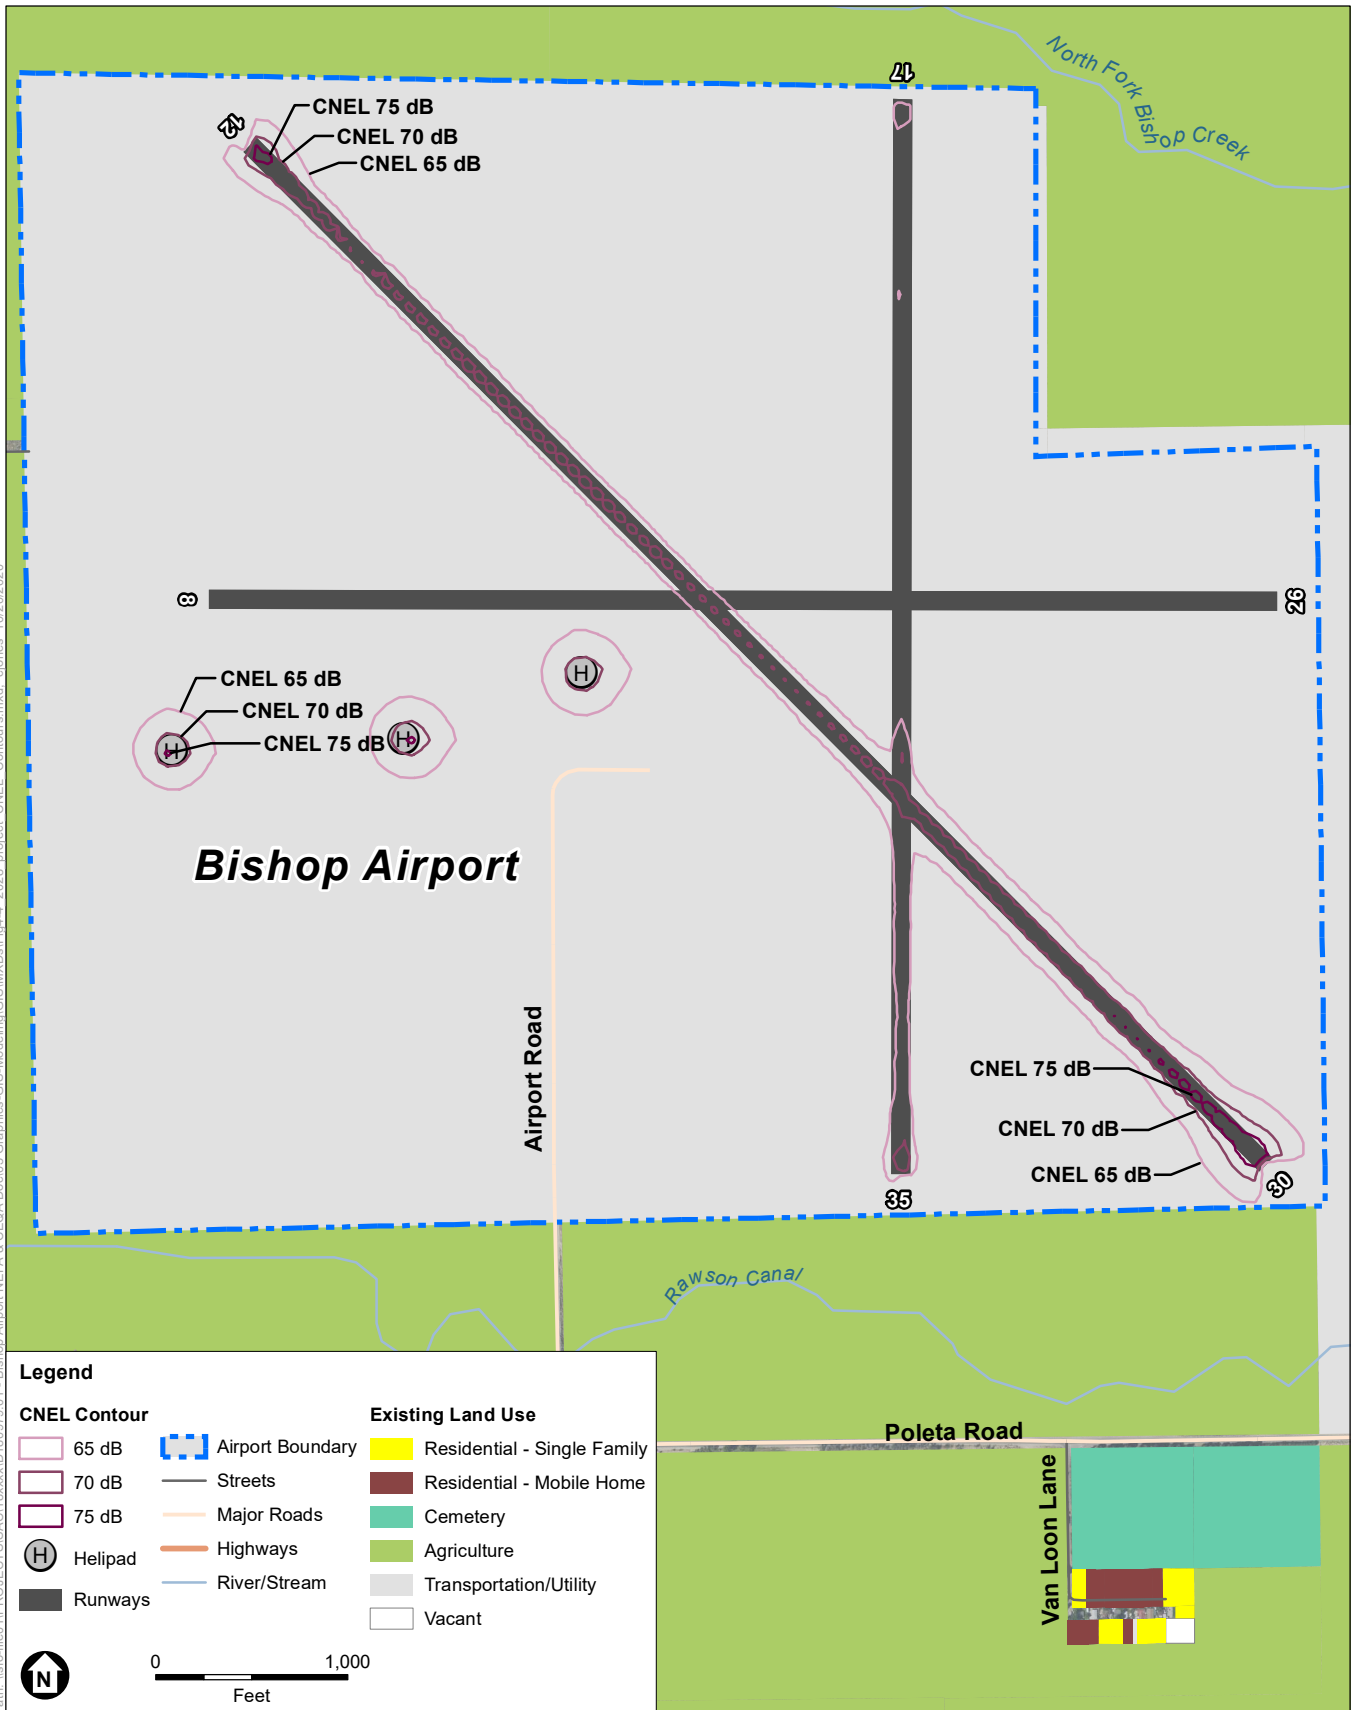 17
North Fork Bishop Creek
12
CNEL 75 dB
CNEL 70 dB
CNEL 65 dB
8
26
CNEL 65 dB
CNEL 70 dB
CNEL 75 dB
H
H
H
Bishop Airport
Airport Road
CNEL 75 dB
CNEL 70 dB
CNEL 65 dB
30
35
Rawson Canal
Poleta Road
Van Loon Lane
Legend
CNEL Contour
65 dB
70 dB
75 dB
H Helipad
Runways
Airport Boundary
Streets
Major Roads
Highways
River/Stream
Existing Land Use
Residential - Single Family
Residential - Mobile Home
Cemetery
Agriculture
Transportation/Utility
Vacant
N
0 1,000
Feet